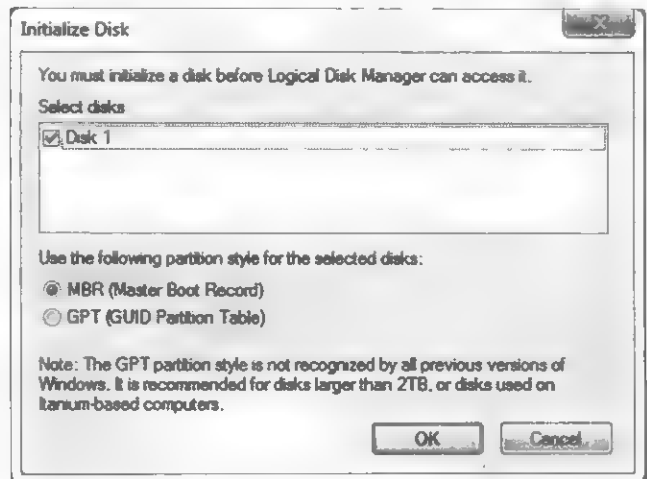 Initialize Disk
You must initialize a disk before Logical Disk Manager can access it.
Select disks
Disk 1
Use the following partition style for the selected disks:
MBR (Master Boot Record)
GPT (GUID Partition Table)
Note: The GPT partition style is not recognized by all previous versions of
Windows. It is recommended for disks larger than 2TB, or disks used on
Itanium-based computers.
OK
Cancel